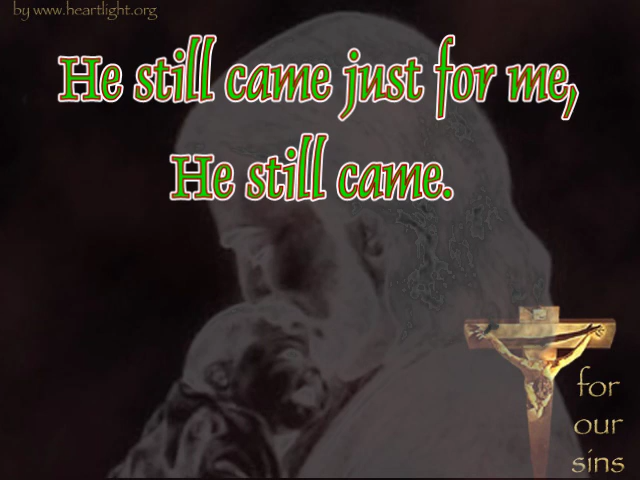 by www.heartlight.org
He still came just for me,
He still came.
for
our
sins